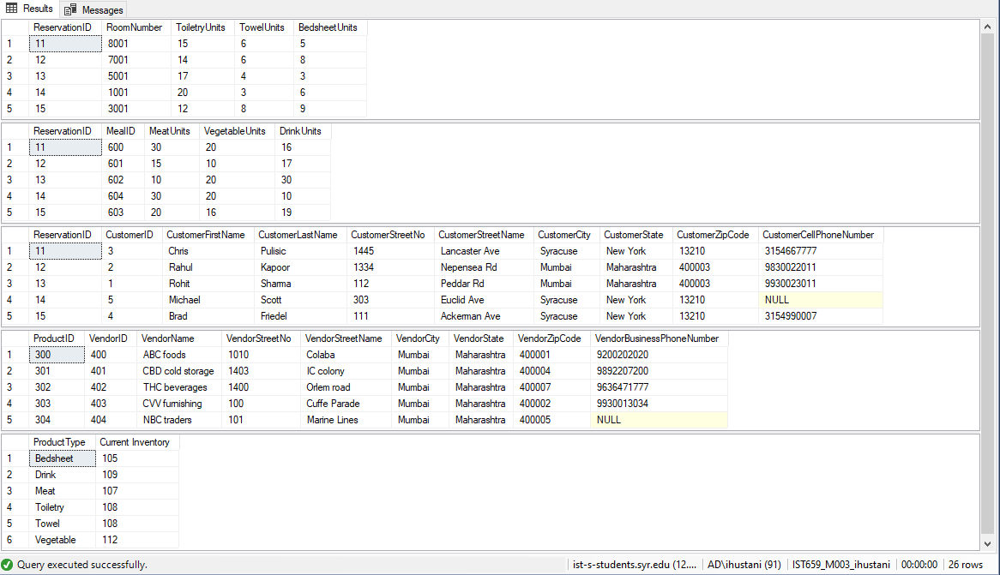 Results Messages
ReservationID RoomNumber ToiletryUnits TowelUnits BedsheetUnits
1 11 8001 15 6 5
2 12 7001 14 6 8
3 13 5001 17 4 3
4 14 1001 20 3 6
5 15 3001 12 8 9
ReservationID MealID MeatUnits VegetableUnits DrinkUnits
1 11 600 30 20 16
2 12 601 15 10 17
3 13 602 10 20 30
4 14 604 30 20 10
5 15 603 20 16 19
ReservationID CustomerID CustomerFirstName CustomerLastName CustomerStreetNo CustomerStreetName CustomerCity CustomerState CustomerZipCode CustomerCellPhoneNumber
1 11 3 Chris Pulisic 1445 Lancaster Ave Syracuse New York 13210 3154667777
2 12 2 Rahul Kapoor 1334 Nepensea Rd Mumbai Maharashtra 400003 9830022011
3 13 1 Rohit Sharma 112 Peddar Rd Mumbai Maharashtra 400003 9930023011
4 14 5 Michael Scott 303 Euclid Ave Syracuse New York 13210 NULL
5 15 4 Brad Friedel 111 Ackerman Ave Syracuse New York 13210 3154990007
ProductID VendorID VendorName VendorStreetNo VendorStreetName VendorCity VendorState VendorZipCode VendorBusinessPhoneNumber
1 300 400 ABC foods 1010 Colaba Mumbai Maharashtra 400001 9200202020
2 301 401 CBD cold storage 1403 IC colony Mumbai Maharashtra 400004 9892207200
3 302 402 THC beverages 1400 Orlem road Mumbai Maharashtra 400007 9636471777
4 303 403 CVV furnishing 100 Cuffe Parade Mumbai Maharashtra 400002 9930013034
5 304 404 NBC traders 101 Marine Lines Mumbai Maharashtra 400005 NULL
ProductType Current Inventory
1 Bedsheet 105
2 Drink 109
3 Meat 107
4 Toiletry 108
5 Towel 108
6 Vegetable 112
Query executed successfully. ist-s-students.syr.edu (12.... AD\ihustani (91) IST659_M003_ihustani 00:00:00 26 rows